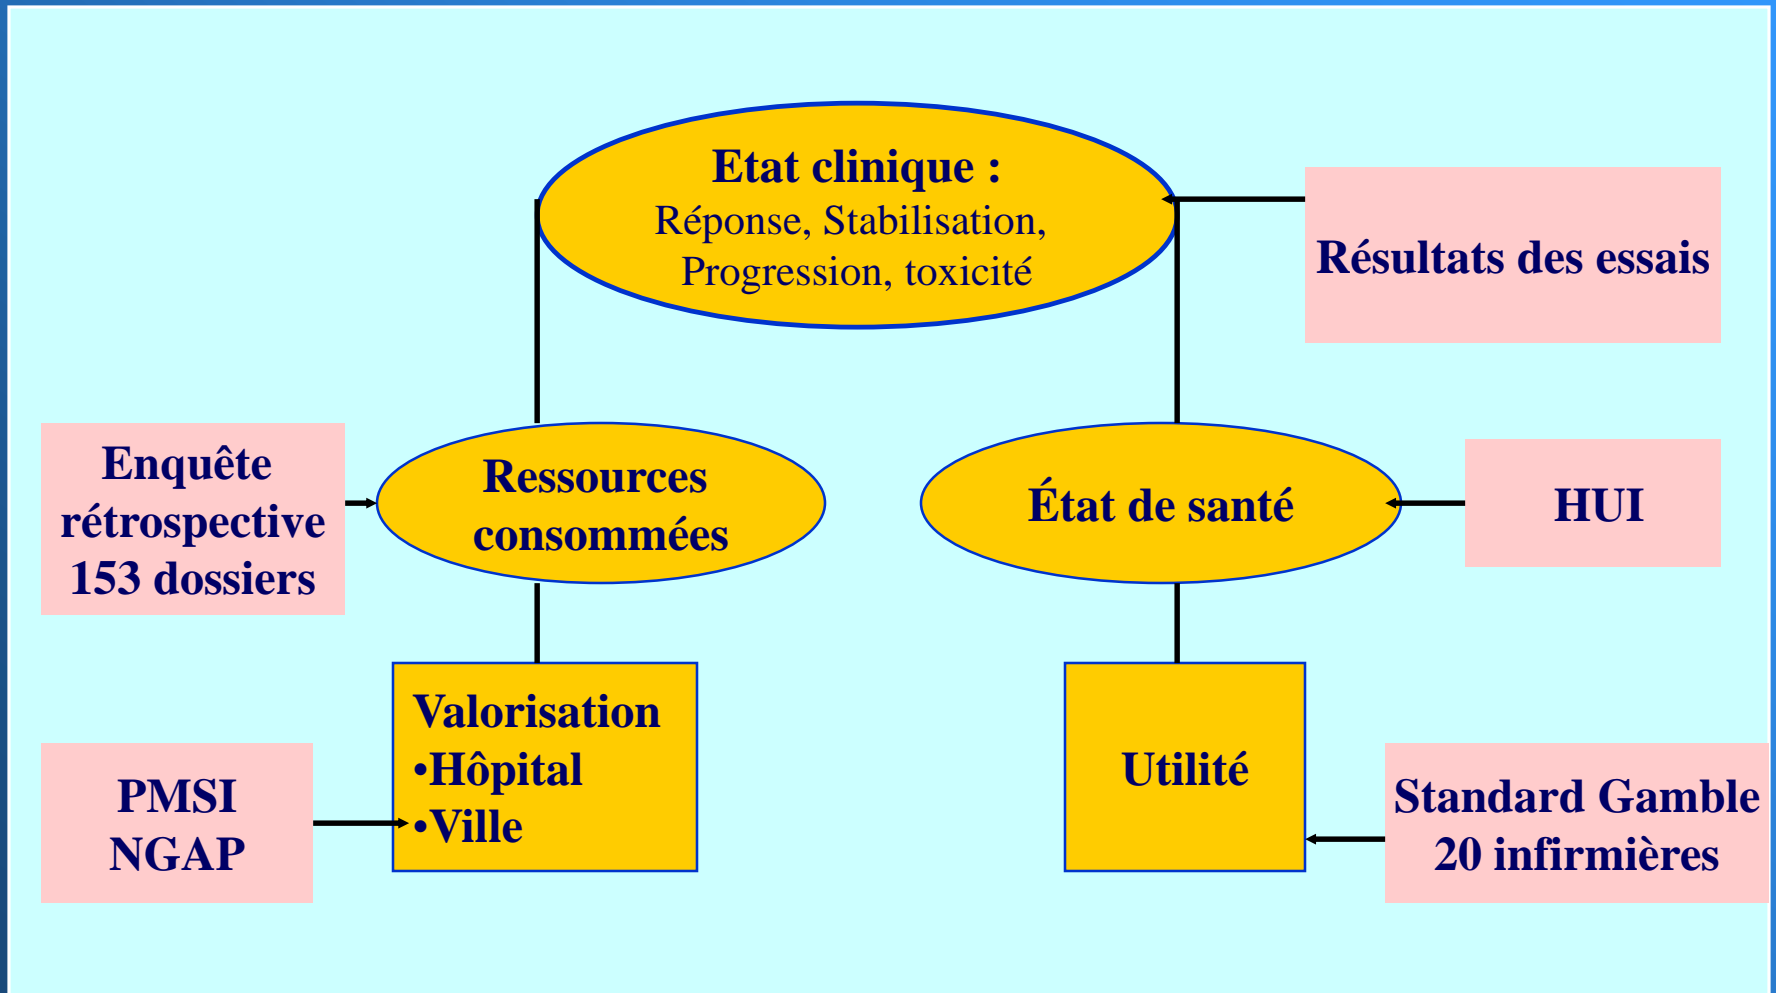 Etat clinique :
Réponse, Stabilisation,
Progression, toxicité
Résultats des essais
Enquête
rétrospective
153 dossiers
Ressources
consommées
État de santé
HUI
Valorisation
•Hôpital
•Ville
PMSI
NGAP
Utilité
Standard Gamble
20 infirmières